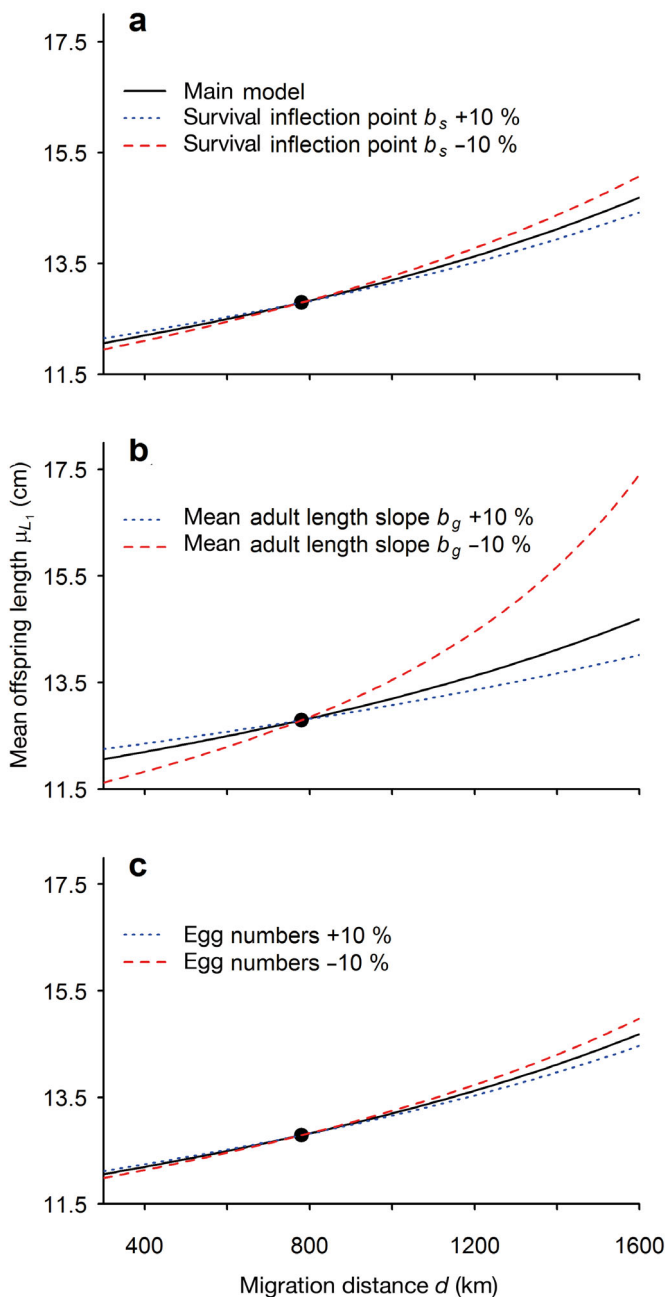 a
17.5
15.5
13.5
11.5
Main model
Survival inflection point bₛ +10 %
Survival inflection point bₛ –10 %
b
17.5
15.5
13.5
11.5
Mean adult length slope b_g +10 %
Mean adult length slope b_g –10 %
Mean offspring length μ_L₁ (cm)
c
17.5
15.5
13.5
11.5
Egg numbers +10 %
Egg numbers –10 %
400 800 1200 1600
Migration distance d (km)